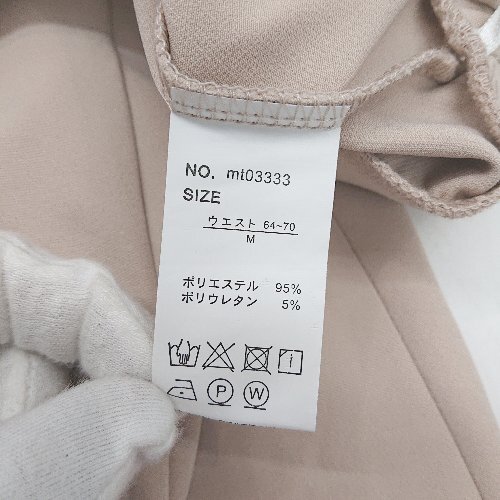 NO. mt03333
SIZE
ウエスト 64~70
M
ポリエステル 95%
ポリウレタン 5%
i
P W